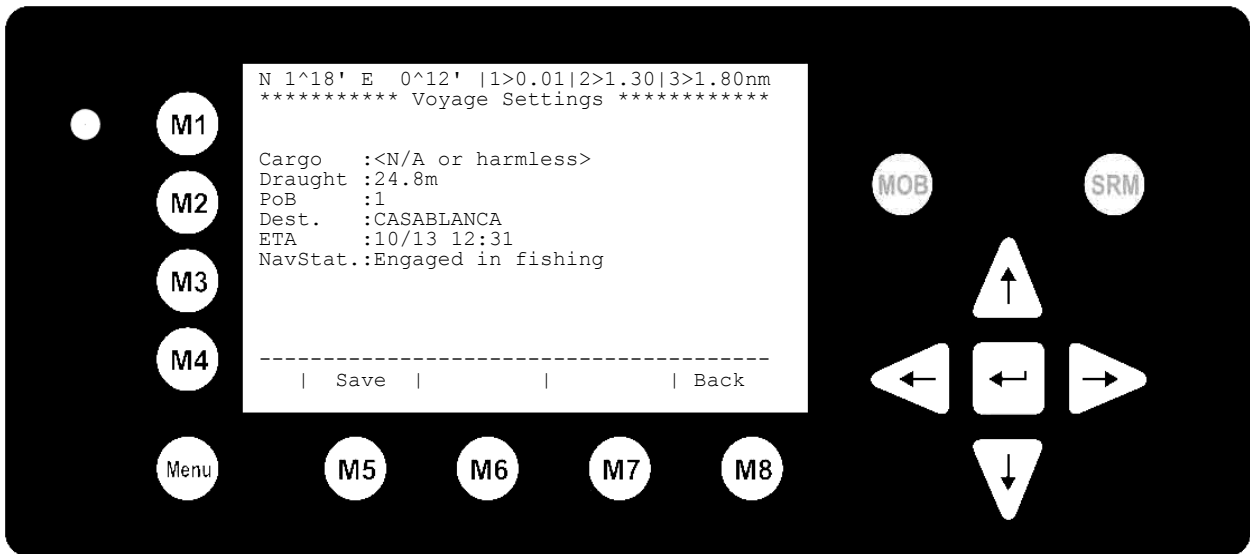 N 1^18' E  0^12' |1>0.01|2>1.30|3>1.80nm
*********** Voyage Settings ************
M1
Cargo   :<N/A or harmless>
Draught :24.8m
M2
PoB     :1
Dest.   :CASABLANCA
ETA     :10/13 12:31
NavStat.:Engaged in fishing
M3
M4
----------------------------------------
| Save | | | Back
Menu M5 M6 M7 M8
MOB SRM